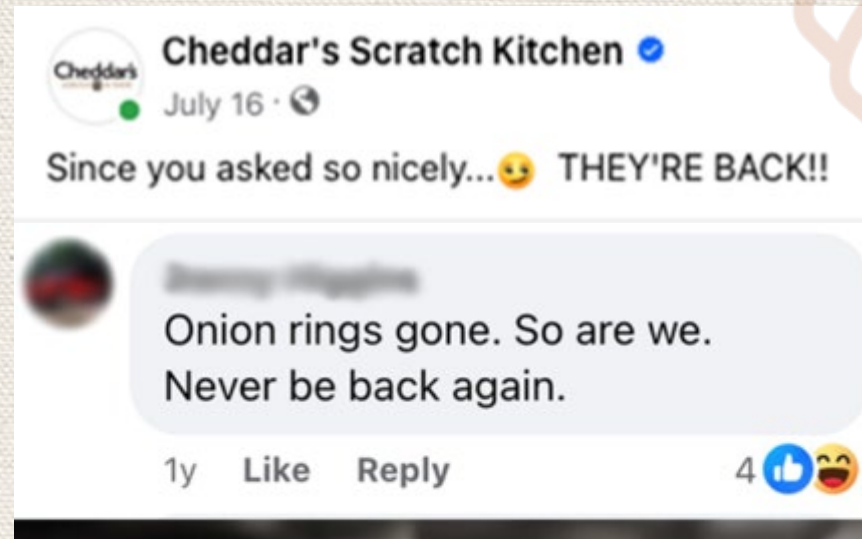 Cheddar's Scratch Kitchen
Cheddar's
July 16 ·
Since you asked so nicely...🥴 THEY'RE BACK!!
Onion rings gone. So are we.
Never be back again.
1y Like Reply 4